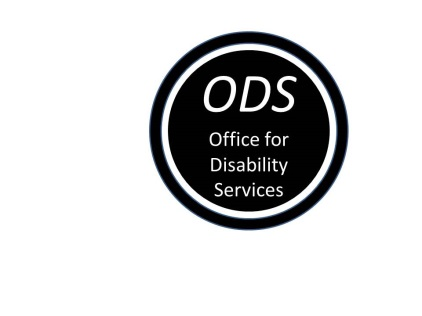 ODS
Office for
Disability
Services